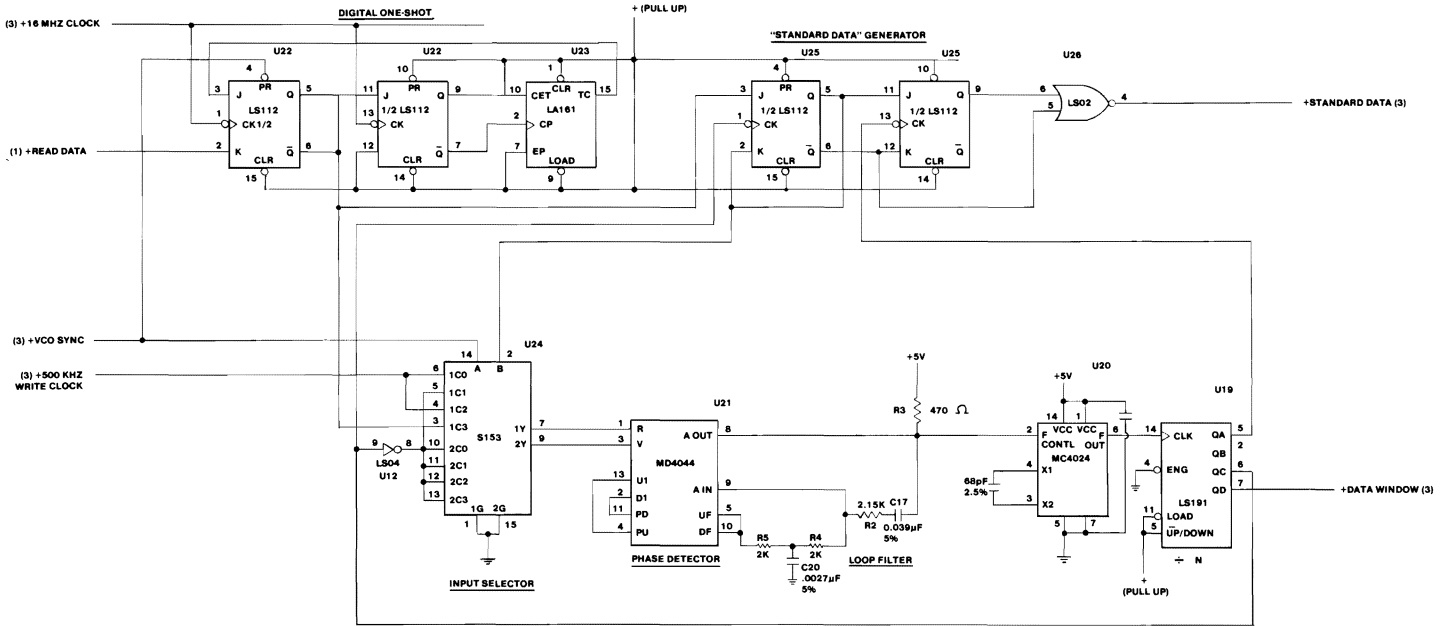 DIGITAL ONE-SHOT
+ (PULL UP)
(3) +16 MHZ CLOCK
"STANDARD DATA" GENERATOR
U22
U22
U23
U25
U25
U26
4
PR
3
J
Q
5
LS112
1
CK1/2
2
K
Q̅
6
CLR
15
(1) +READ DATA
10
PR
11
J
Q
9
1/2 LS112
13
CK
12
Q̅
7
CLR
14
1
CLR
10
CET
TC
15
LA161
2
CP
7
EP
LOAD
9
4
PR
3
J
Q
5
1/2 LS112
1
CK
2
K
Q̅
6
CLR
15
10
PR
11
J
Q
9
1/2 LS112
13
CK
12
K
Q̅
CLR
14
6
5
LS02
4
+STANDARD DATA (3)
(3) +VCO SYNC
(3) +500 KHZ
WRITE CLOCK
U24
14
2
A
B
6
1C0
5
1C1
4
1C2
3
1C3
S153
1Y
7
2Y
9
10
2C0
11
2C1
12
2C2
13
2C3
1G
2G
1
15
INPUT SELECTOR
9
8
LS04
U12
U21
1
R
A OUT
8
3
V
MD4044
13
U1
A IN
9
2
D1
11
PD
UF
5
4
PU
DF
10
PHASE DETECTOR
R5
2K
R4
2K
C20
.0027µF
5%
2.15K
R2
C17
0.039µF
5%
LOOP FILTER
+5V
R3
470 Ω
U20
+5V
14
1
VCC
VCC
2
F
CONTL
F
OUT
6
MC4024
4
X1
3
X2
68pF
2.5%
5
7
U19
14
CLK
QA
5
QB
2
4
ENG
QC
6
QD
7
LS191
11
LOAD
5
U̅P/DOWN
÷ N
+
(PULL UP)
+DATA WINDOW (3)